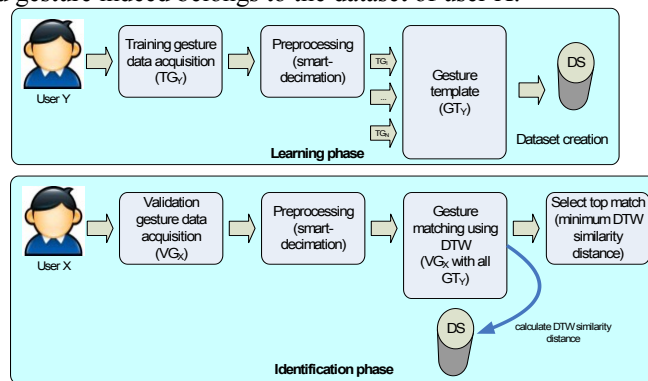 d gesture indeed belongs to the dataset of user X.
User Y
Training gesture
data acquisition
(TGY)
Preprocessing
(smart-
decimation)
TG1
...
TGN
Gesture
template
(GTY)
DS
Dataset creation
Learning phase
User X
Validation
gesture data
acquisition
(VGX)
Preprocessing
(smart-
decimation)
Gesture
matching using
DTW
(VGX with all
GTY)
Select top match
(minimum DTW
similarity
distance)
DS
calculate DTW similarity
distance
Identification phase